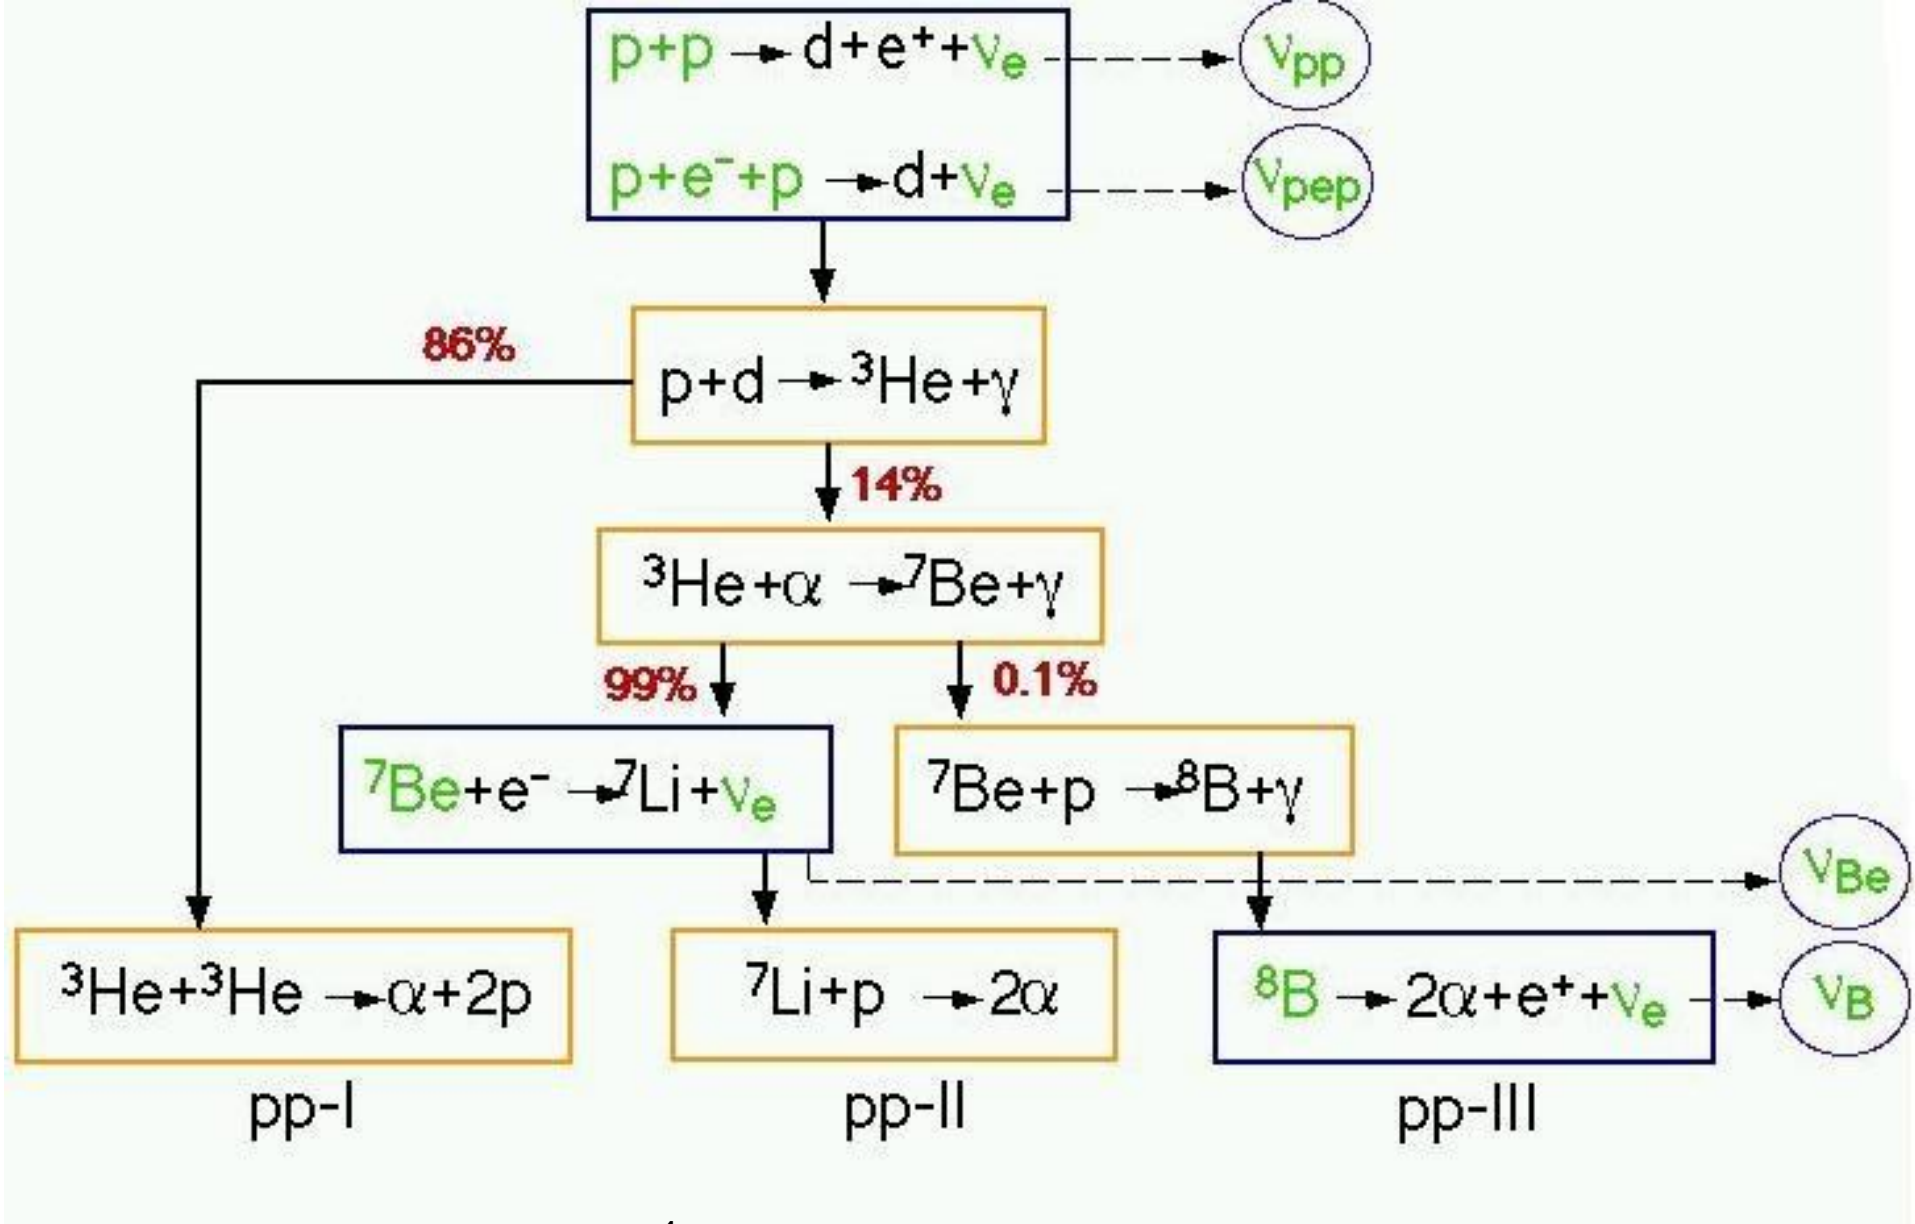 p+p → d+e⁺+νe
νpp
p+e⁻+p → d+νe
νpep
86%
p+d → ³He+γ
14%
³He+α → ⁷Be+γ
99%
0.1%
⁷Be+e⁻ → ⁷Li+νe
⁷Be+p → ⁸B+γ
νBe
³He+³He → α+2p
⁷Li+p → 2α
⁸B → 2α+e⁺+νe
νB
pp-I
pp-II
pp-III